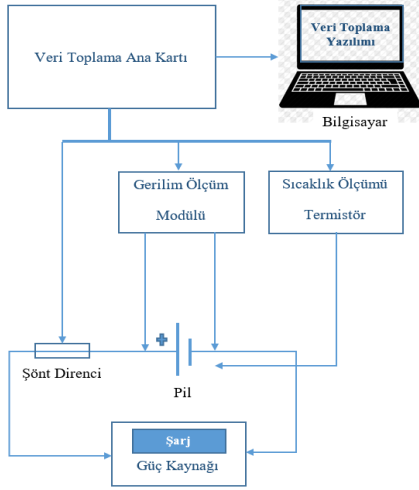 Veri Toplama Ana Kartı
Veri Toplama
Yazılımı
Bilgisayar
Gerilim Ölçüm
Modülü
Sıcaklık Ölçümü
Termistör
Şönt Direnci
Pil
Şarj
Güç Kaynağı